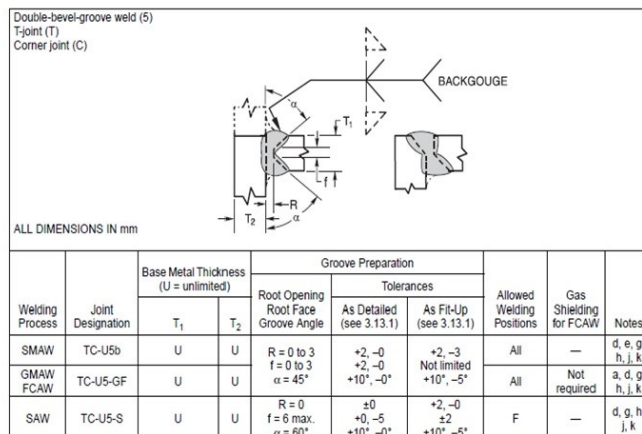 Double-bevel-groove weld (5)
T-joint (T)
Corner joint (C)
BACKGOUGE
α
T1
f
R
T2
α
ALL DIMENSIONS IN mm
Welding Process
Joint Designation
Base Metal Thickness (U = unlimited)
T1
T2
Groove Preparation
Root Opening Root Face Groove Angle
Tolerances
As Detailed (see 3.13.1)
As Fit-Up (see 3.13.1)
Allowed Welding Positions
Gas Shielding for FCAW
Notes
SMAW TC-U5b U U R = 0 to 3 f = 0 to 3 α = 45° +2, –0 +2, –0 +10°, –0° +2, –3 Not limited +10°, –5° All — d, e, g, h, j, k
GMAW FCAW TC-U5-GF U U All Not required a, d, g, h, j, k
SAW TC-U5-S U U R = 0 f = 6 max. α = 60° ±0 +0, –5 +10°, –0° +2, –0 ±2 +10°, –5° F — d, g, h, j, k